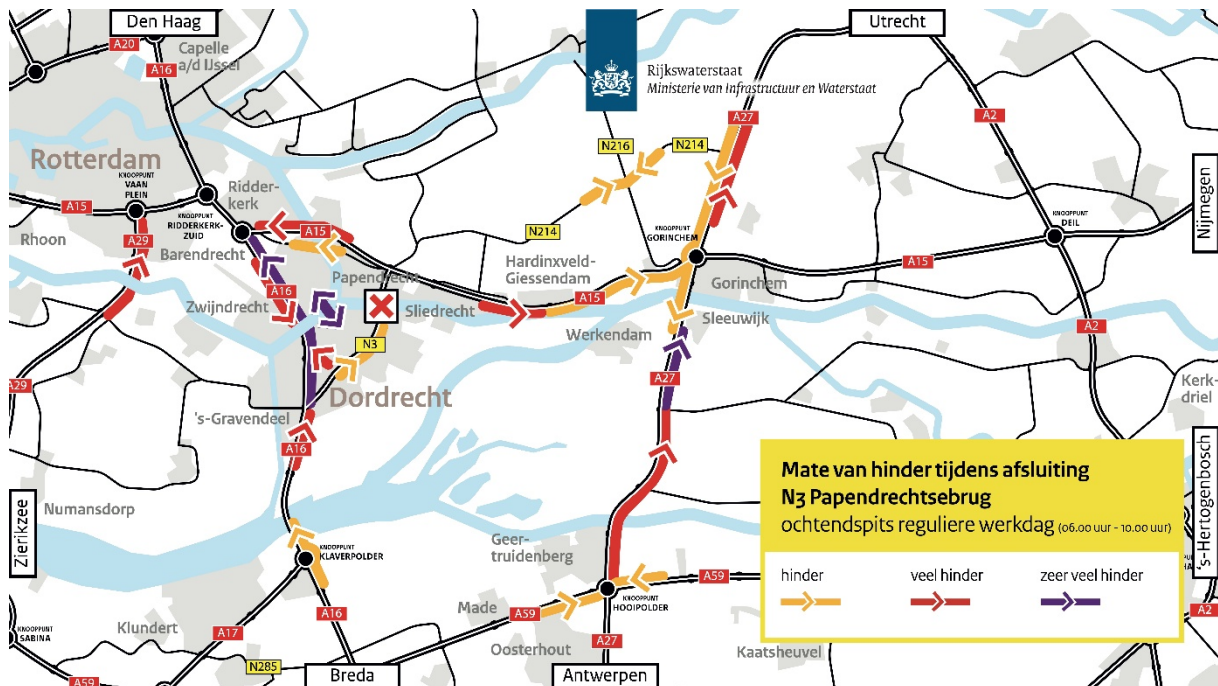 Den Haag
Utrecht
A20
Capelle
a/d IJssel
A16
Rijkswaterstaat
Ministerie van Infrastructuur en Waterstaat
A27
A2
N216
N214
Rotterdam
KNOOPPUNT
VAAN
PLEIN
Ridder-
kerk
Nijmegen
A15
KNOOPPUNT
RIDDERKERK-
ZUID
A15
N214
KNOOPPUNT
GORINCHEM
KNOOPPUNT
DEIL
Rhoon
A29
Barendrecht
Papendrecht
Hardinxveld-
Giessendam
A15
Gorinchem
A15
A16
Zwijndrecht
Sliedrecht
Werkendam
Sleeuwijk
A2
N3
A29
Dordrecht
A27
Kerk-
driel
's-Gravendeel
A16
Zierikzee
Numansdorp
KNOOPPUNT
KLAVERPOLDER
Geer-
truidenberg
's-Hertogenbosch
Mate van hinder tijdens afsluiting
N3 Papendrechtsebrug
ochtendspits reguliere werkdag (06.00 uur - 10.00 uur)
hinder
veel hinder
zeer veel hinder
A59
KNOOPPUNT
HOOIPOLDER
Made
A59
A16
KNOOPPUNT
SABINA
Klundert
A17
A27
Oosterhout
Kaatsheuvel
A2
N285
A59
Breda
Antwerpen